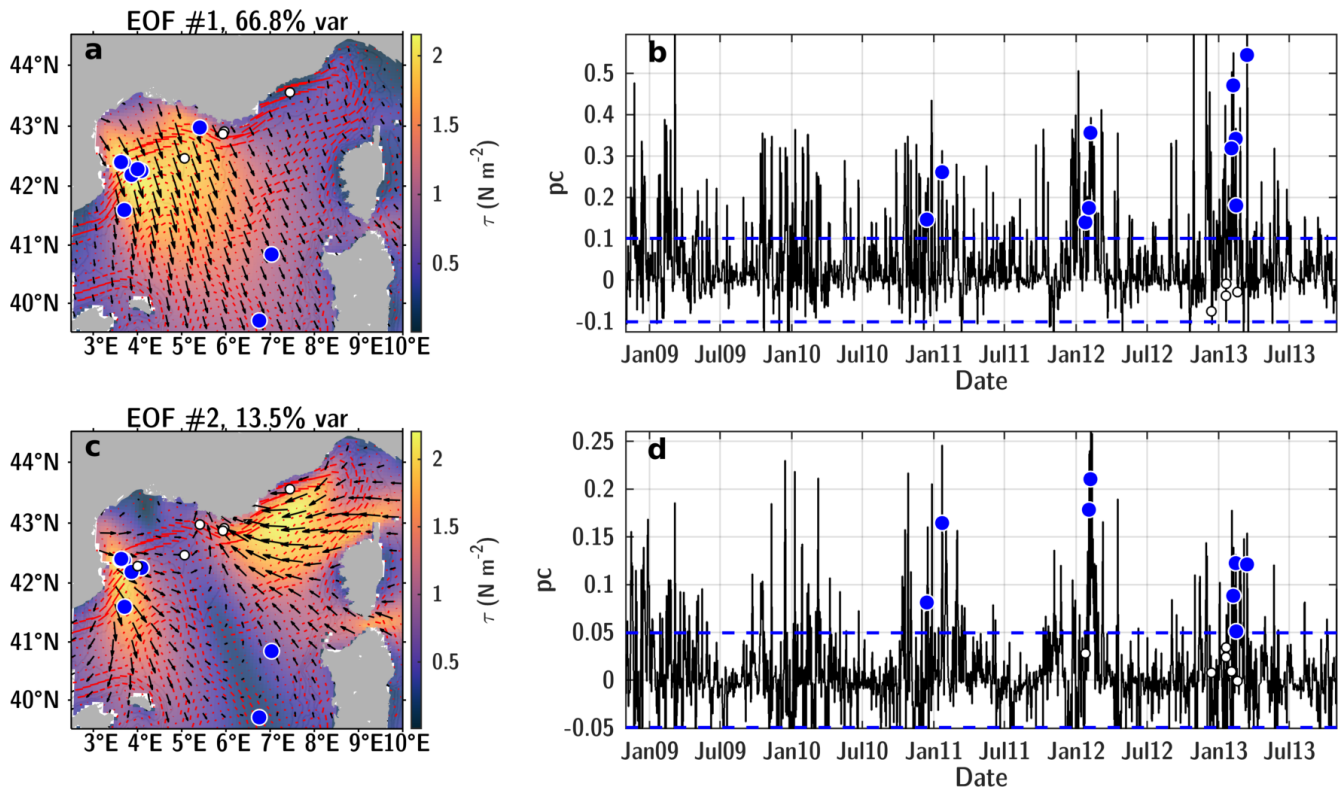 EOF #1, 66.8% var
a
44°N
43°N
42°N
41°N
40°N
3°E 4°E 5°E 6°E 7°E 8°E 9°E 10°E
2
1.5
1
0.5
τ (N m⁻²)
b
0.5
0.4
0.3
0.2
0.1
0
-0.1
pc
Jan09 Jul09 Jan10 Jul10 Jan11 Jul11 Jan12 Jul12 Jan13 Jul13
Date
EOF #2, 13.5% var
c
44°N
43°N
42°N
41°N
40°N
3°E 4°E 5°E 6°E 7°E 8°E 9°E 10°E
2
1.5
1
0.5
τ (N m⁻²)
d
0.25
0.2
0.15
0.1
0.05
0
-0.05
pc
Jan09 Jul09 Jan10 Jul10 Jan11 Jul11 Jan12 Jul12 Jan13 Jul13
Date